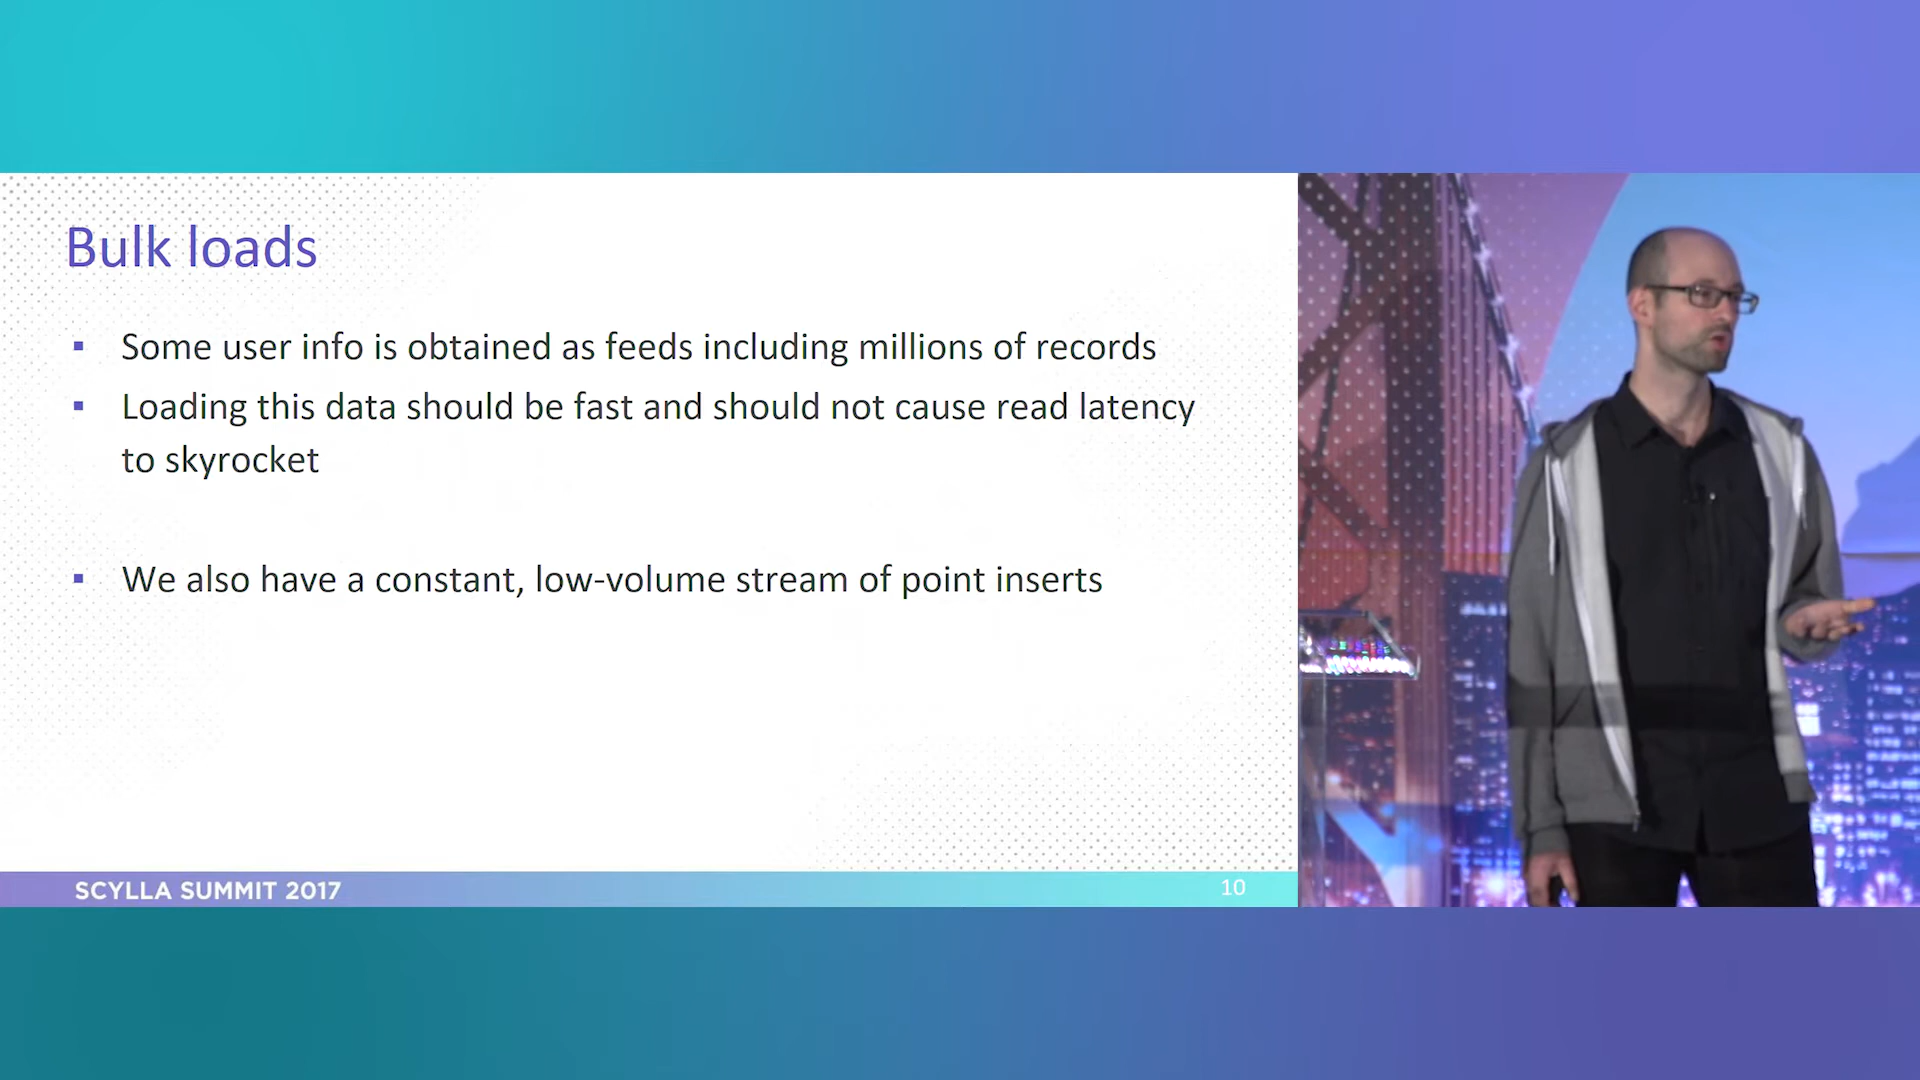 Bulk loads
▪ Some user info is obtained as feeds including millions of records
▪ Loading this data should be fast and should not cause read latency
to skyrocket
▪ We also have a constant, low-volume stream of point inserts
SCYLLA SUMMIT 2017
10